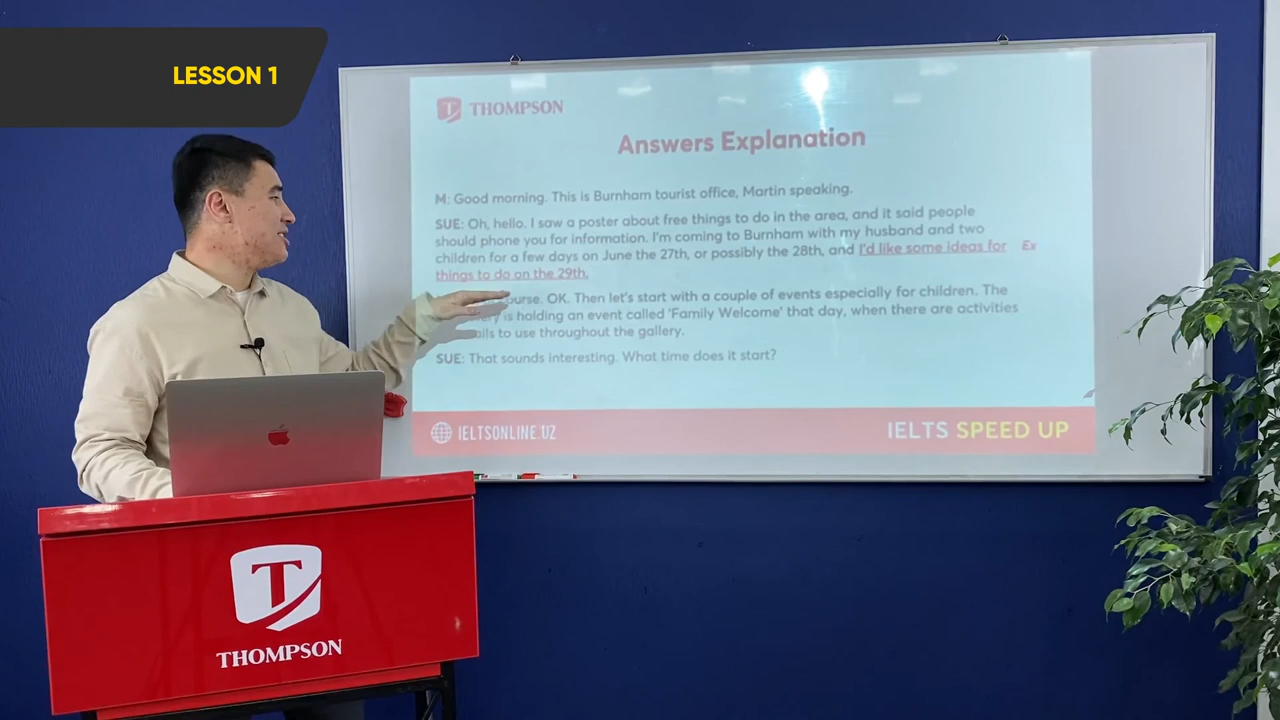 LESSON 1
T THOMPSON
Answers Explanation
M: Good morning. This is Burnham tourist office, Martin speaking.
SUE: Oh, hello. I saw a poster about free things to do in the area, and it said people
should phone you for information. I'm coming to Burnham with my husband and two
children for a few days on June the 27th, or possibly the 28th, and I'd like some ideas for Ex
things to do on the 29th.
OK. Then let's start with a couple of events especially for children. The
is holding an event called 'Family Welcome' that day, when there are activities
to use throughout the gallery.
SUE: That sounds interesting. What time does it start?
IELTSONLINE.UZ
IELTS SPEED UP
T
THOMPSON